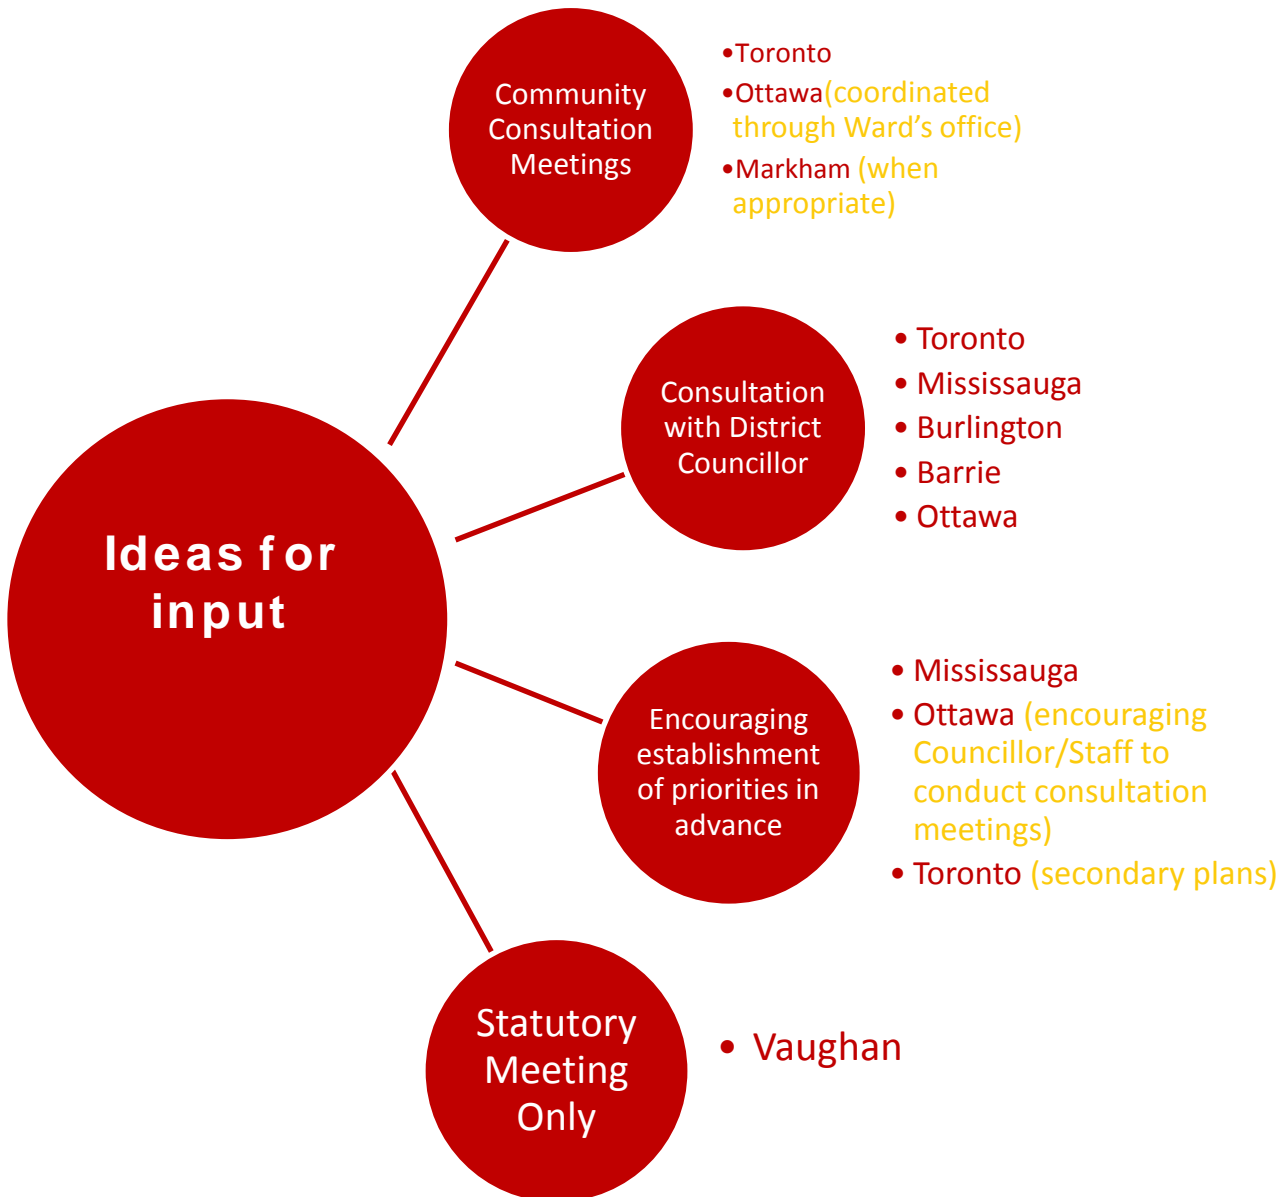 Community
Consultation
Meetings
•Toronto
•Ottawa(coordinated
through Ward's office)
•Markham (when
appropriate)
Consultation
with District
Councillor
• Toronto
• Mississauga
• Burlington
• Barrie
• Ottawa
Ideas for
input
Encouraging
establishment
of priorities in
advance
• Mississauga
• Ottawa (encouraging
Councillor/Staff to
conduct consultation
meetings)
• Toronto (secondary plans)
Statutory
Meeting
Only
• Vaughan